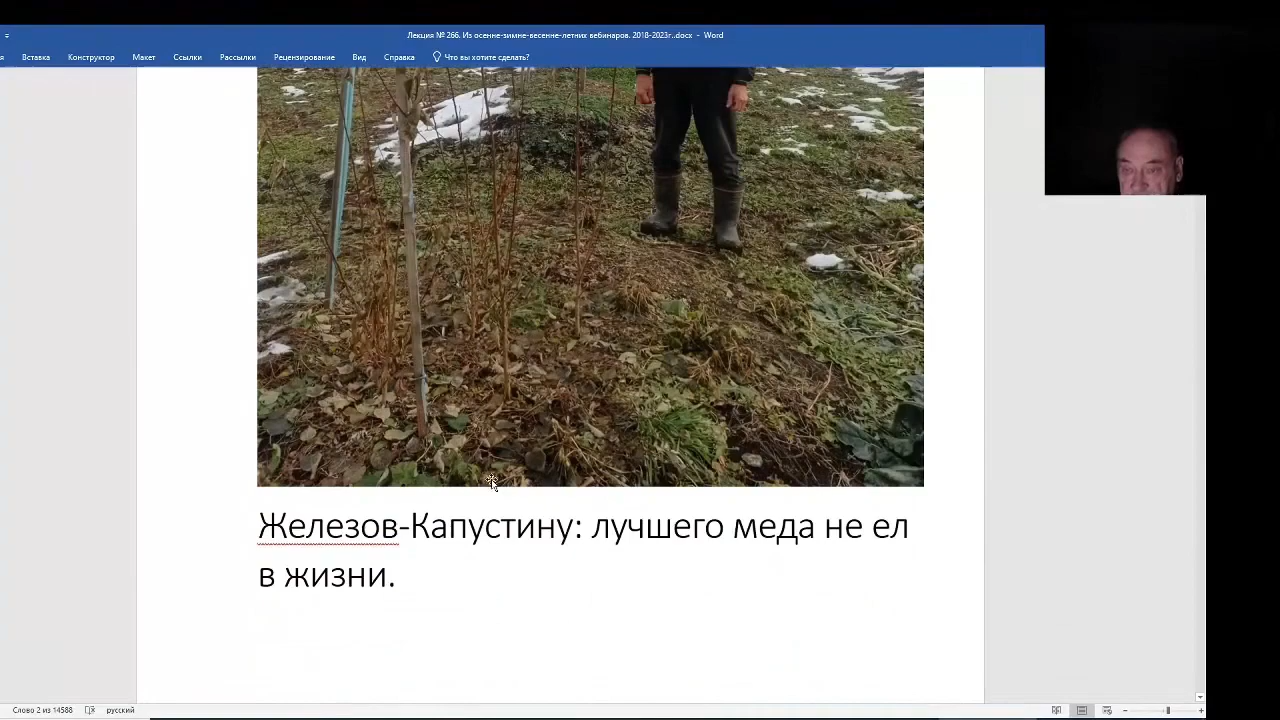 Лекция № 266. Из осенне-зимне-весенне-летних вебинаров. 2018-2023г..docx - Word
я Вставка Конструктор Макет Ссылки Рассылки Рецензирование Вид Справка Что вы хотите сделать?
Железов-Капустину: лучшего меда не ел
в жизни.
Слово 2 из 14588 русский